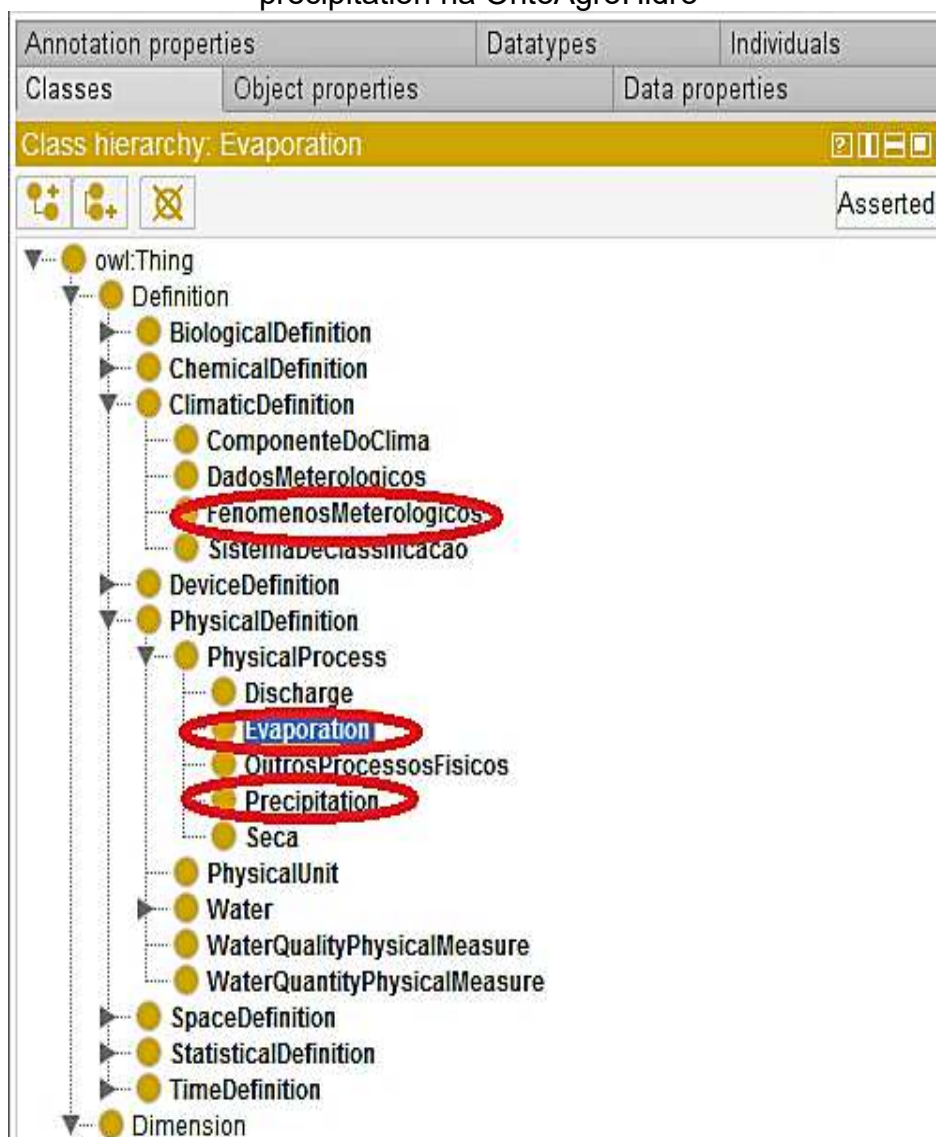 precipitation na OntoAgroHidro
Annotation properties Datatypes Individuals
Classes Object properties Data properties
Class hierarchy: Evaporation
Asserted
owl:Thing
Definition
BiologicalDefinition
ChemicalDefinition
ClimaticDefinition
ComponenteDoClima
DadosMeterologicos
FenomenosMeterologicos
SistemaDeClassificacao
DeviceDefinition
PhysicalDefinition
PhysicalProcess
Discharge
Evaporation
OutrosProcessosFisicos
Precipitation
Seca
PhysicalUnit
Water
WaterQualityPhysicalMeasure
WaterQuantityPhysicalMeasure
SpaceDefinition
StatisticalDefinition
TimeDefinition
Dimension